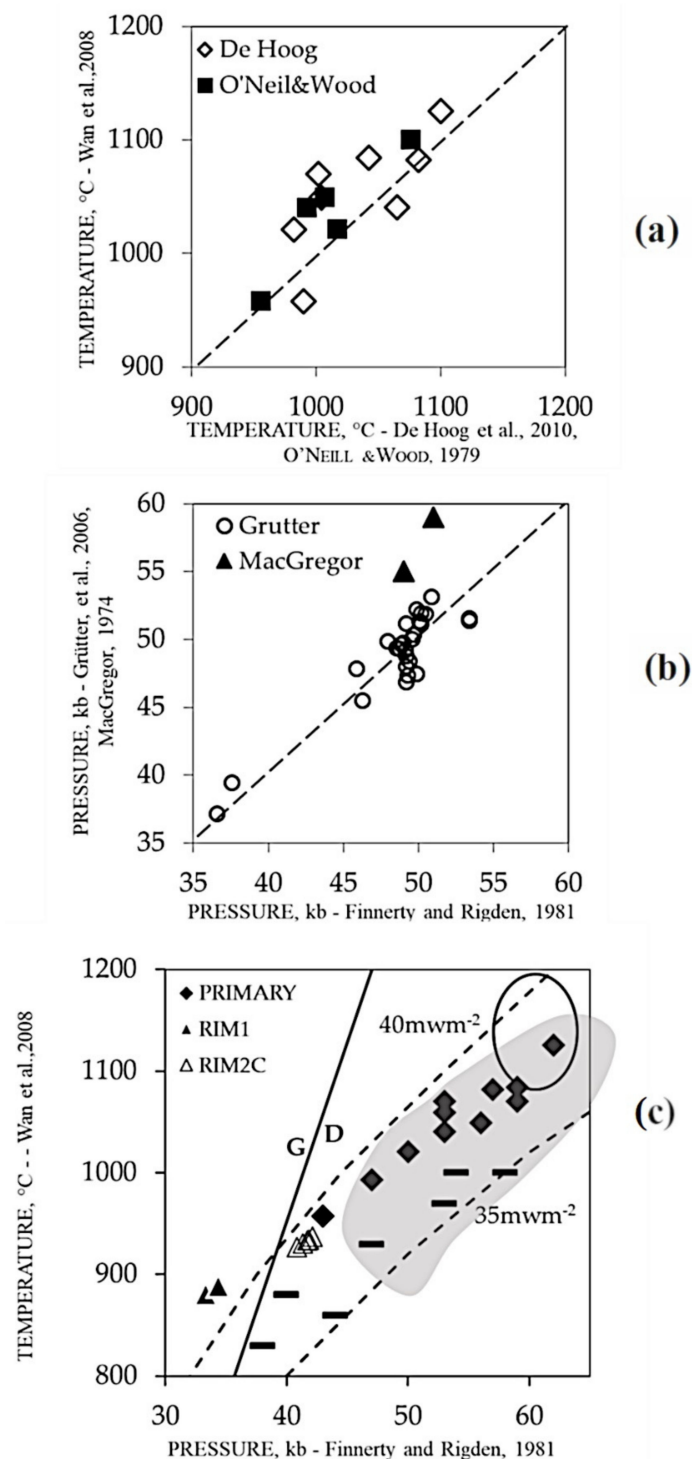 1200
1100
1000
900
TEMPERATURE, °C - Wan et al.,2008
De Hoog
O'Neil&Wood
900
1000
1100
1200
TEMPERATURE, °C - De Hoog et al., 2010,
O'NEILL &WOOD, 1979
(a)
60
55
50
45
40
35
PRESSURE, kb - Grütter, et al., 2006,
MacGregor, 1974
Grutter
MacGregor
35
40
45
50
55
60
PRESSURE, kb - Finnerty and Rigden, 1981
(b)
1200
1100
1000
900
800
TEMPERATURE, °C - - Wan et al.,2008
PRIMARY
RIM1
RIM2C
40mwm-2
G
D
35mwm-2
30
40
50
60
PRESSURE, kb - Finnerty and Rigden, 1981
(c)